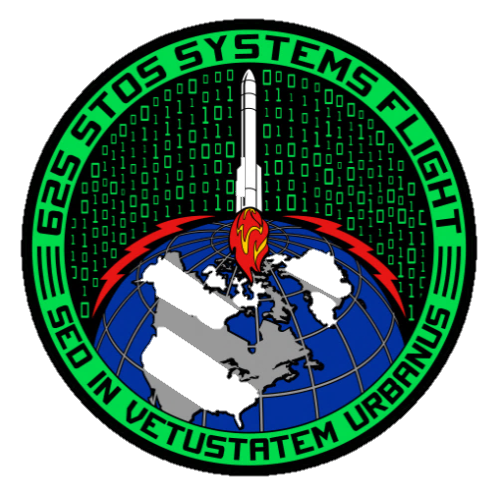 625 STOS SYSTEMS FLIGHT
SED IN VETUSTATEM URBANUS